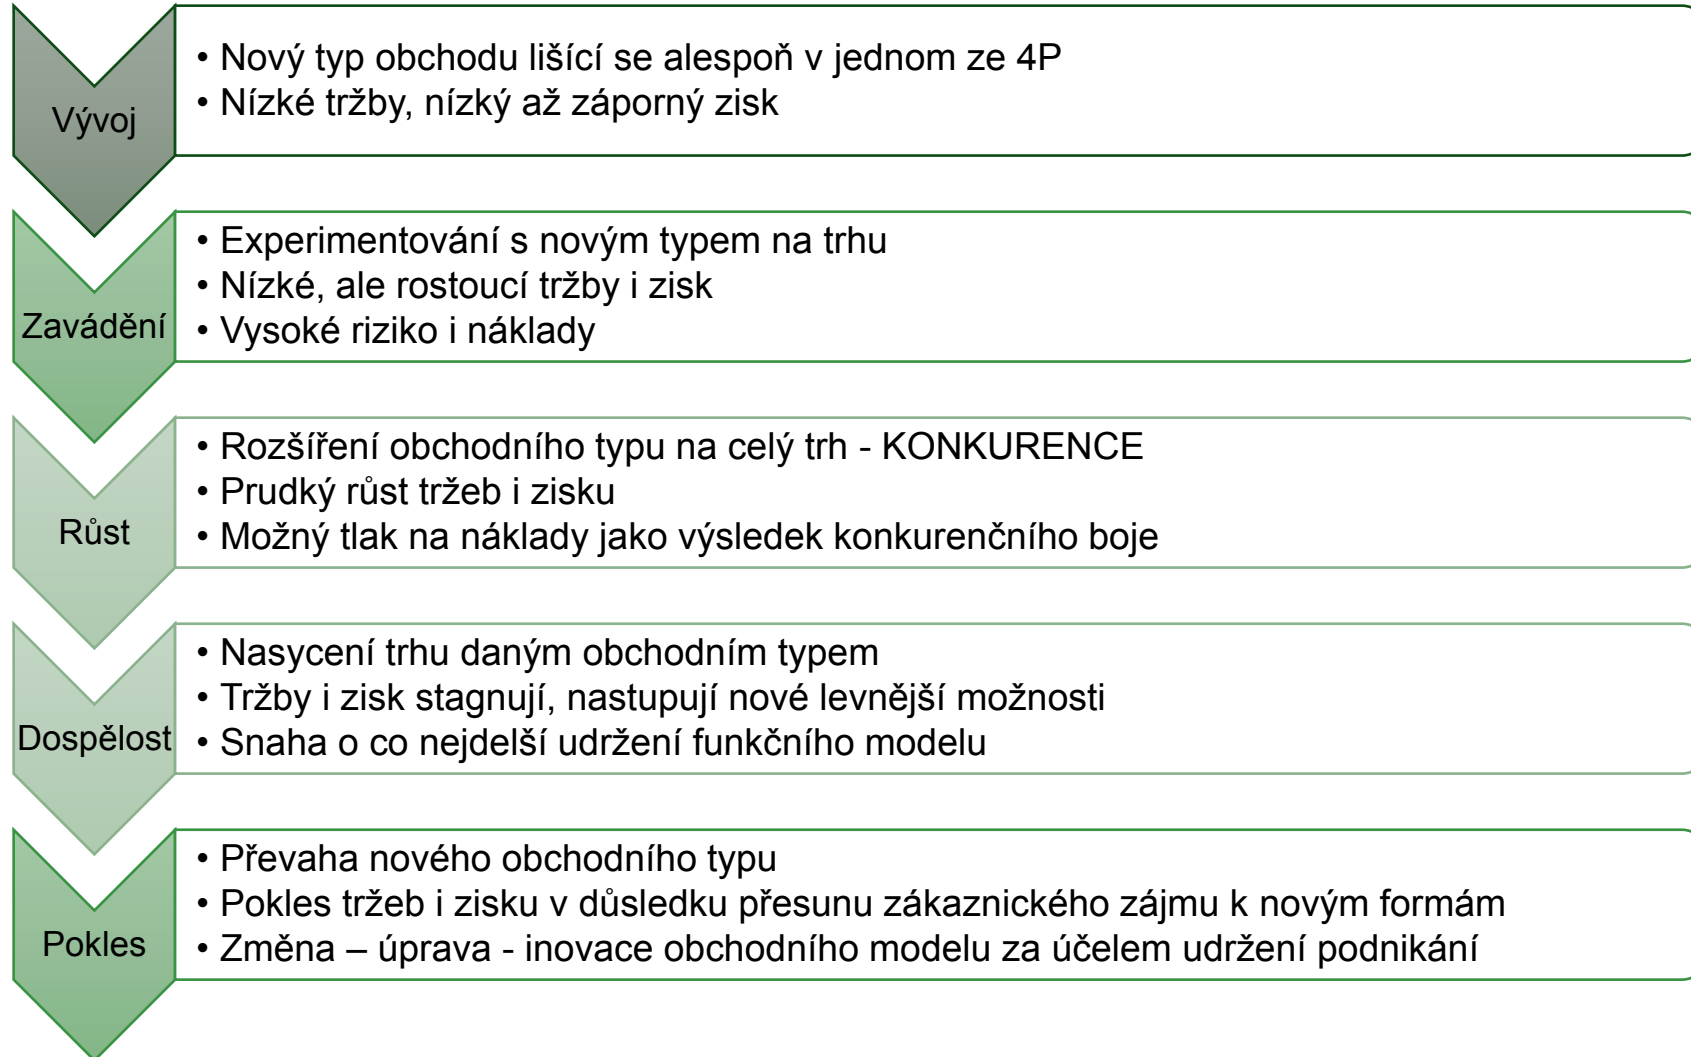 Vývoj
• Nový typ obchodu lišící se alespoň v jednom ze 4P
• Nízké tržby, nízký až záporný zisk
Zavádění
• Experimentování s novým typem na trhu
• Nízké, ale rostoucí tržby i zisk
• Vysoké riziko i náklady
Růst
• Rozšíření obchodního typu na celý trh - KONKURENCE
• Prudký růst tržeb i zisku
• Možný tlak na náklady jako výsledek konkurenčního boje
Dospělost
• Nasycení trhu daným obchodním typem
• Tržby i zisk stagnují, nastupují nové levnější možnosti
• Snaha o co nejdelší udržení funkčního modelu
Pokles
• Převaha nového obchodního typu
• Pokles tržeb i zisku v důsledku přesunu zákaznického zájmu k novým formám
• Změna – úprava - inovace obchodního modelu za účelem udržení podnikání